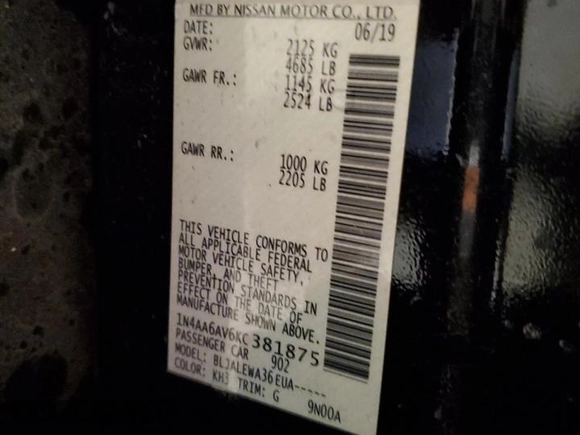 MFD BY NISSAN MOTOR CO., LTD.
DATE: 06/19
GVWR: 2125 KG
4685 LB
GAWR FR.: 1145 KG
2524 LB
GAWR RR.: 1000 KG
2205 LB
THIS VEHICLE CONFORMS TO
ALL APPLICABLE FEDERAL
MOTOR VEHICLE SAFETY,
BUMPER, AND THEFT
PREVENTION STANDARDS IN
EFFECT ON THE DATE OF
MANUFACTURE SHOWN ABOVE.
1N4AA6AV6KC381875
PASSENGER CAR 902
MODEL: BLJALEWA36EUA-----
COLOR: KH3 TRIM: G 9N00A